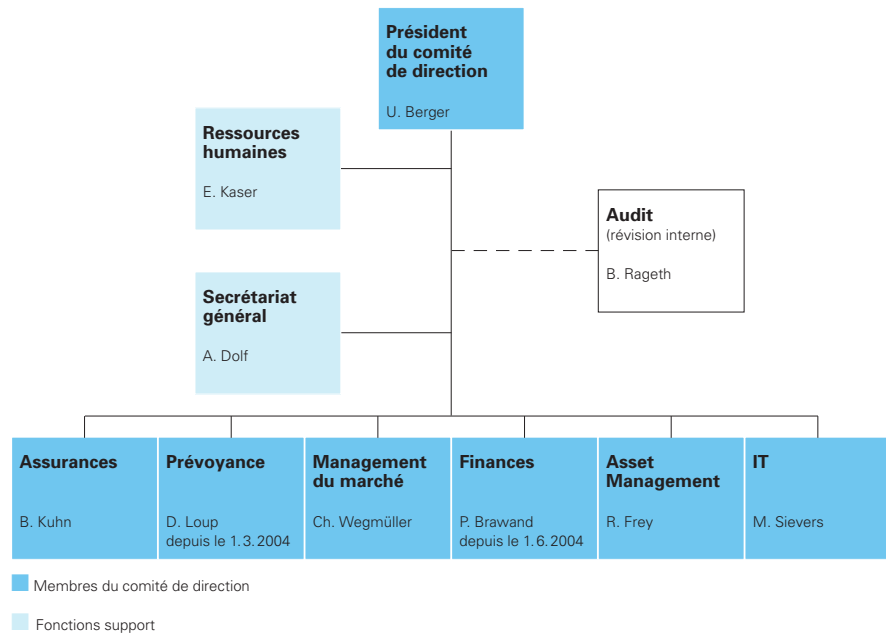 Président
du comité
de direction
U. Berger
Ressources
humaines
E. Kaser
Audit
(révision interne)
B. Rageth
Secrétariat
général
A. Dolf
Assurances
B. Kuhn
Prévoyance
D. Loup
depuis le 1.3.2004
Management
du marché
Ch. Wegmüller
Finances
P. Brawand
depuis le 1.6.2004
Asset
Management
R. Frey
IT
M. Sievers
Membres du comité de direction
Fonctions support